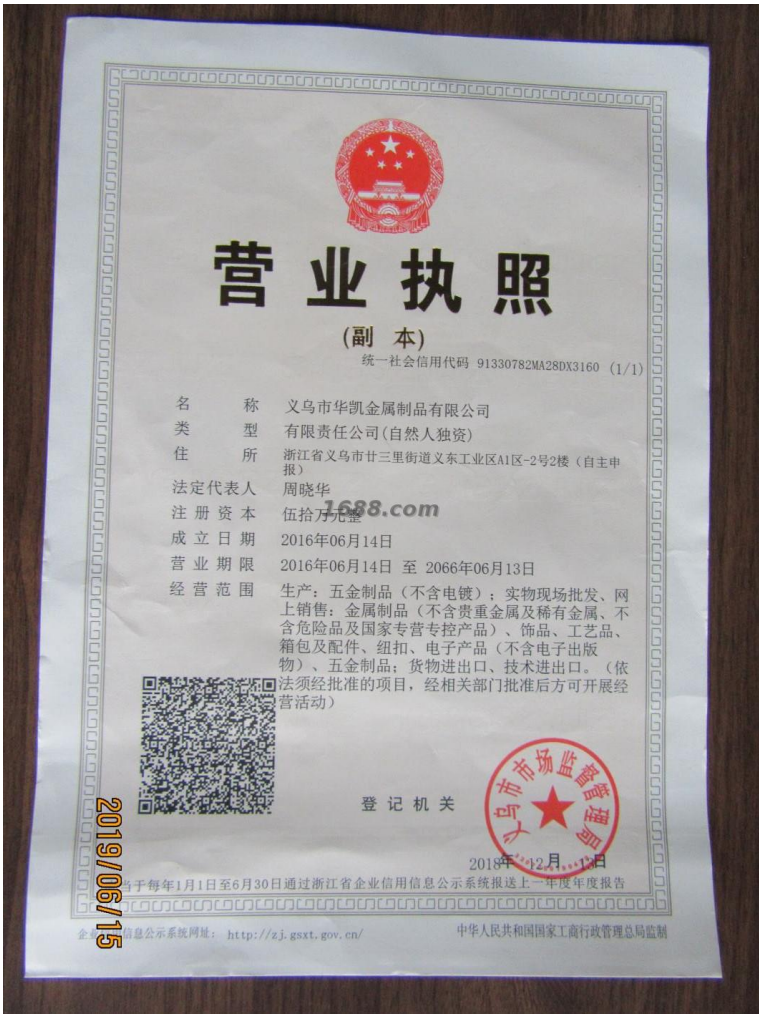 营业执照
(副 本)
统一社会信用代码 91330782MA28DX3160 (1/1)
名 称 义乌市华凯金属制品有限公司
类 型 有限责任公司(自然人独资)
住 所 浙江省义乌市廿三里街道义东工业区A1区-2号2楼（自主申
报）
法定代表人 周晓华
注册资本 伍拾万元整
1688.com
成立日期 2016年06月14日
营业期限 2016年06月14日 至 2066年06月13日
经营范围 生产：五金制品（不含电镀）；实物现场批发、网
上销售：金属制品（不含贵重金属及稀有金属、不
含危险品及国家专营专控产品）、饰品、工艺品、
箱包及配件、纽扣、电子产品（不含电子出版
物）、五金制品；货物进出口、技术进出口。（依
法须经批准的项目，经相关部门批准后方可开展经
营活动）
登记机关
义乌市市场监督管理局
2018年 12月 日
当于每年1月1日至6月30日通过浙江省企业信用信息公示系统报送上一年度年度报告
企业信用信息公示系统网址： http://zj.gsxt.gov.cn/
中华人民共和国国家工商行政管理总局监制
2019/06/15